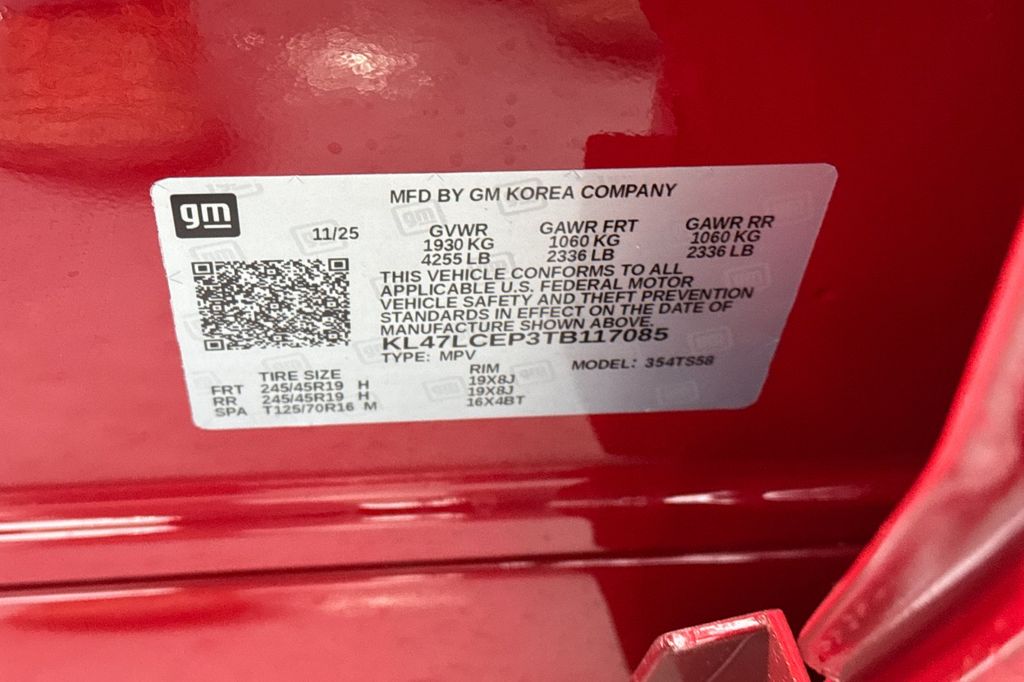 MFD BY GM KOREA COMPANY
gm
11/25
GVWR
1930 KG
4255 LB
GAWR FRT
1060 KG
2336 LB
GAWR RR
1060 KG
2336 LB
THIS VEHICLE CONFORMS TO ALL
APPLICABLE U.S. FEDERAL MOTOR
VEHICLE SAFETY AND THEFT PREVENTION
STANDARDS IN EFFECT ON THE DATE OF
MANUFACTURE SHOWN ABOVE.
KL47LCEP3TB117085
TYPE: MPV
MODEL: 354TS58
TIRE SIZE RIM
FRT 245/45R19 H 19X8J
RR 245/45R19 H 19X8J
SPA T125/70R16 M 16X4BT